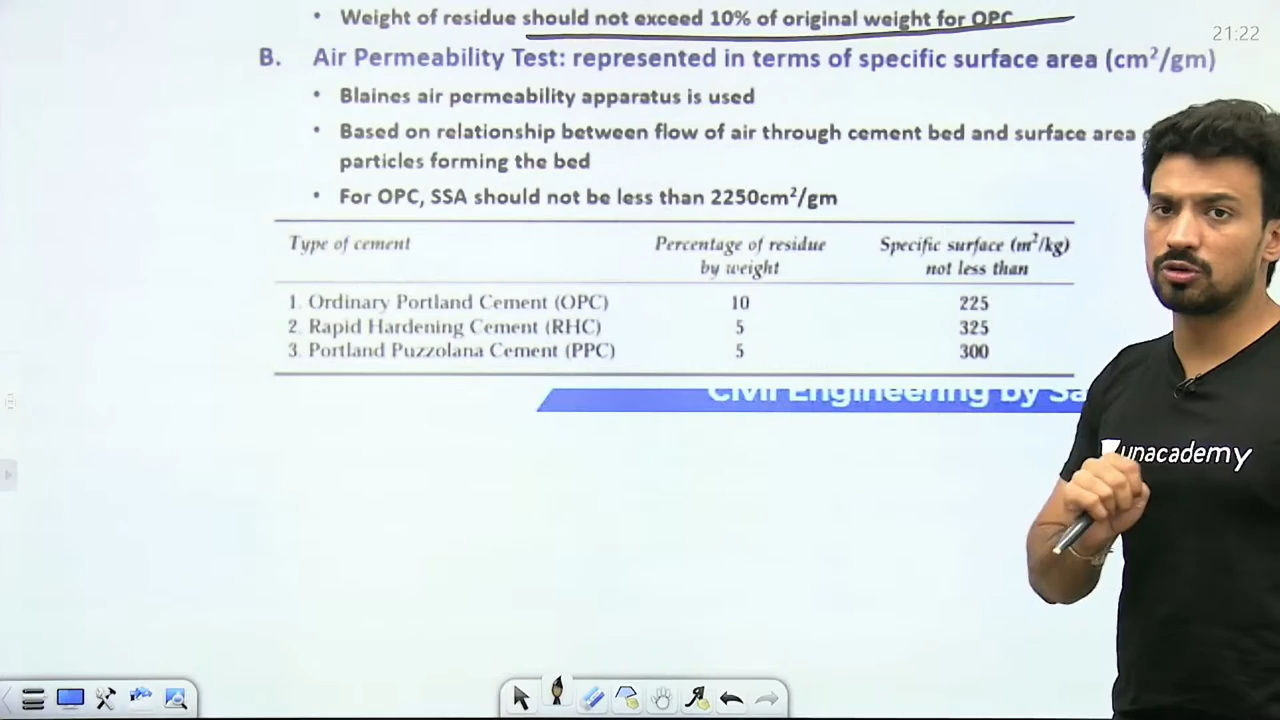 • Weight of residue should not exceed 10% of original weight for OPC
21:22
B. Air Permeability Test: represented in terms of specific surface area (cm²/gm)
• Blaines air permeability apparatus is used
• Based on relationship between flow of air through cement bed and surface area
particles forming the bed
• For OPC, SSA should not be less than 2250cm²/gm
Type of cement Percentage of residue by weight Specific surface (m²/kg) not less than
1. Ordinary Portland Cement (OPC) 10 225
2. Rapid Hardening Cement (RHC) 5 325
3. Portland Puzzolana Cement (PPC) 5 300
Civil Engineering by Sa
unacademy